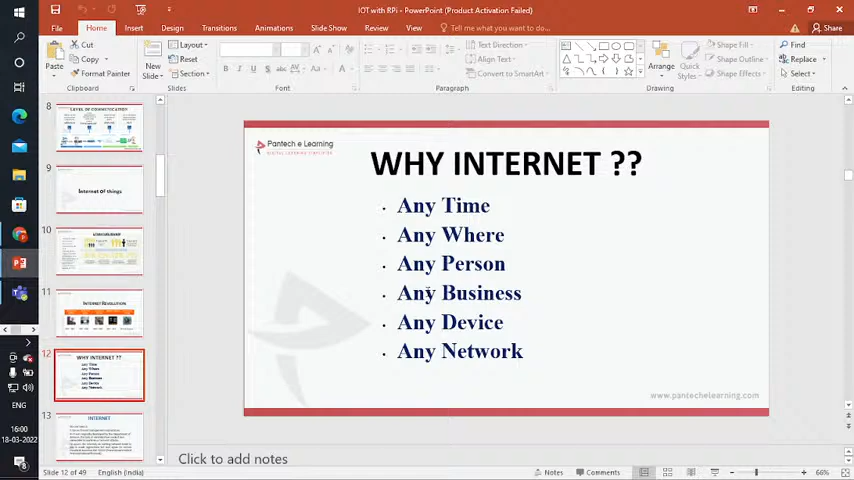 IOT with RPi - PowerPoint (Product Activation Failed)
File Home Insert Design Transitions Animations Slide Show Review View Tell me what you want to do... Share
Paste
Cut
Copy
Format Painter
Clipboard
New Slide
Layout
Reset
Section
Slides
Font
Text Direction
Align Text
Convert to SmartArt
Paragraph
Arrange
Quick Styles
Shape Fill
Shape Outline
Shape Effects
Drawing
Find
Replace
Select
Editing
8
9
Internet of things
10
11
INTERNET REVOLUTION
12
WHY INTERNET ??
Any Time
Any Where
Any Person
Any Business
Any Device
Any Network
13
INTERNET
Pantech e Learning
DIGITAL LEARNING SIMPLIFIED
WHY INTERNET ??
Any Time
Any Where
Any Person
Any Business
Any Device
Any Network
www.pantechelearning.com
Click to add notes
ENG
16:00
18-03-2022
Slide 12 of 49 English (India) Notes Comments 66%